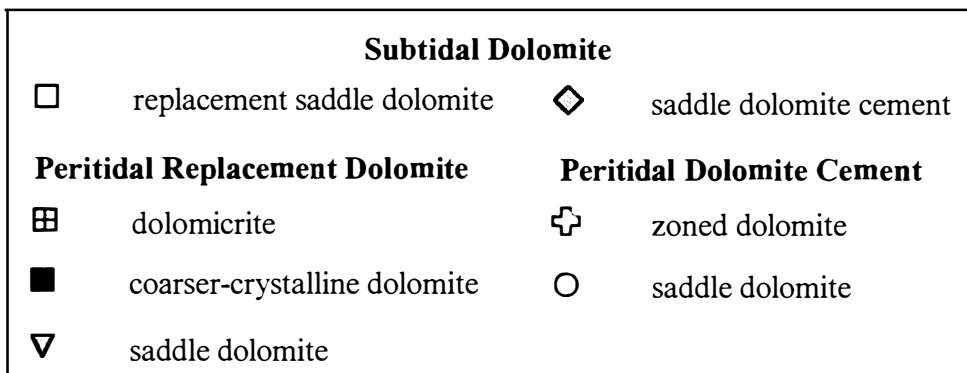 Subtidal Dolomite
replacement saddle dolomite saddle dolomite cement
Peritidal Replacement Dolomite Peritidal Dolomite Cement
dolomicrite zoned dolomite
coarser-crystalline dolomite saddle dolomite
saddle dolomite